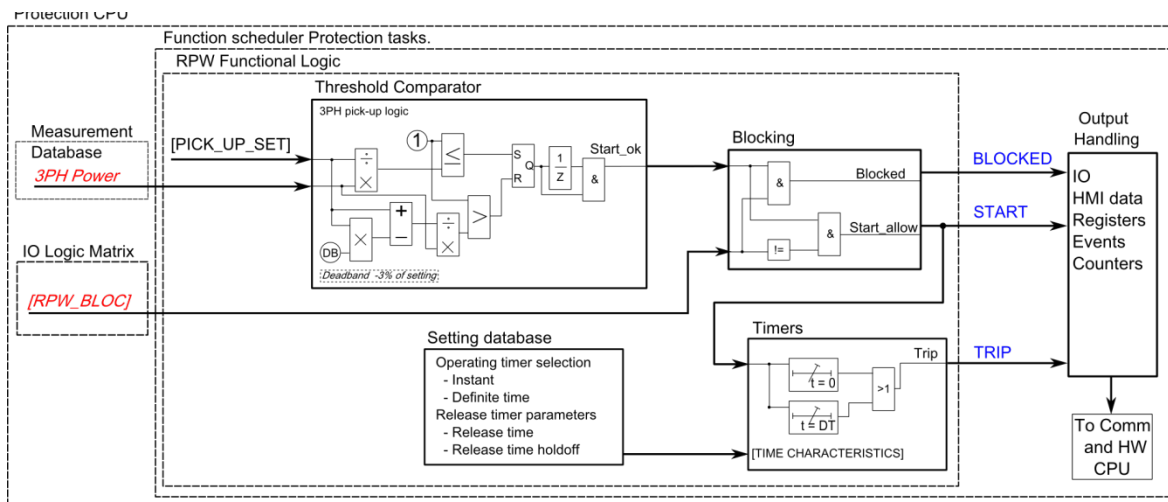 Protection CPU
Function scheduler Protection tasks.
RPW Functional Logic
Threshold Comparator
3PH pick-up logic
Measurement
Database
3PH Power
[PICK_UP_SET]
1
÷
×
≤
S
R
Q
1
Z
&
Start_ok
+
−
÷
×
>
DB
×
Deadband -3% of setting
IO Logic Matrix
[RPW_BLOC]
Blocking
&
Blocked
&
Start_allow
!=
BLOCKED
START
Output
Handling
IO
HMI data
Registers
Events
Counters
Setting database
Operating timer selection
- Instant
- Definite time
Release timer parameters
- Release time
- Release time holdoff
Timers
t = 0
t = DT
>1
Trip
[TIME CHARACTERISTICS]
TRIP
To Comm
and HW
CPU